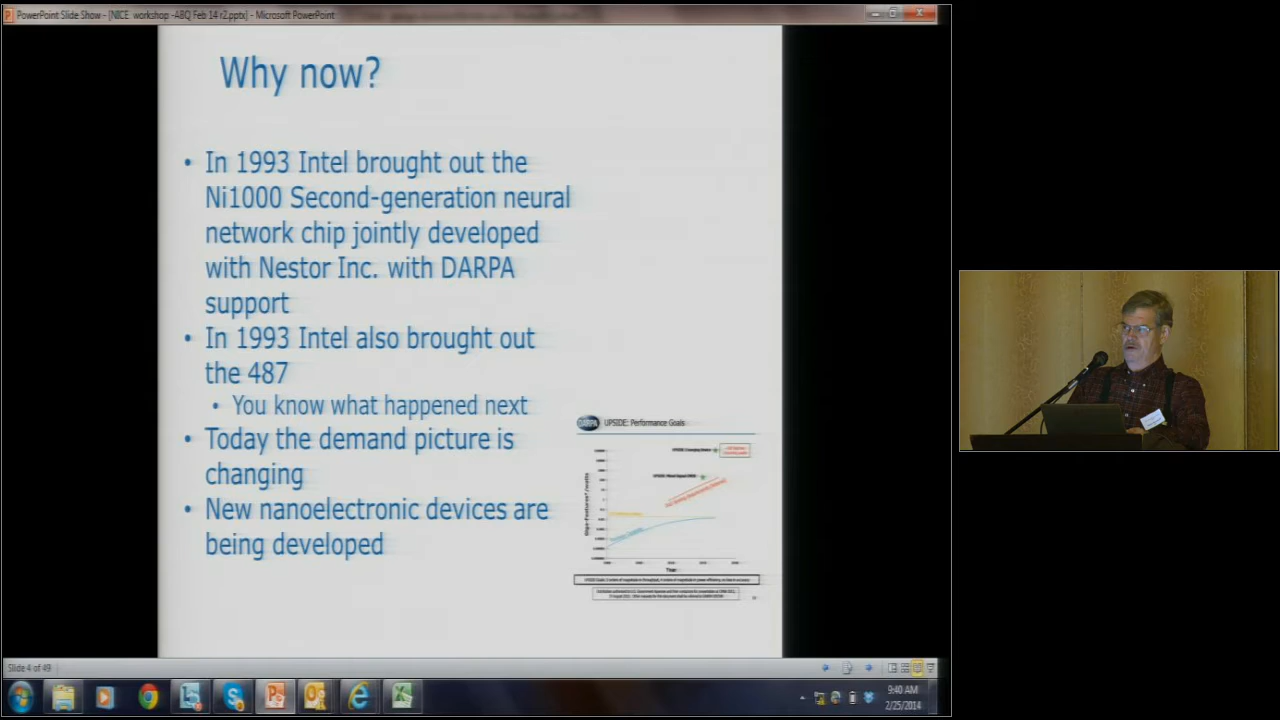 PowerPoint Slide Show - [NICE workshop -ABQ Feb 14 r2.pptx] - Microsoft PowerPoint
Why now?
• In 1993 Intel brought out the
Ni1000 Second-generation neural
network chip jointly developed
with Nestor Inc. with DARPA
support
• In 1993 Intel also brought out
the 487
• You know what happened next
• Today the demand picture is
changing
• New nanoelectronic devices are
being developed
DARPA
UPSIDE: Performance Goals
Year
Slide 4 of 49
9:40 AM
2/25/2014